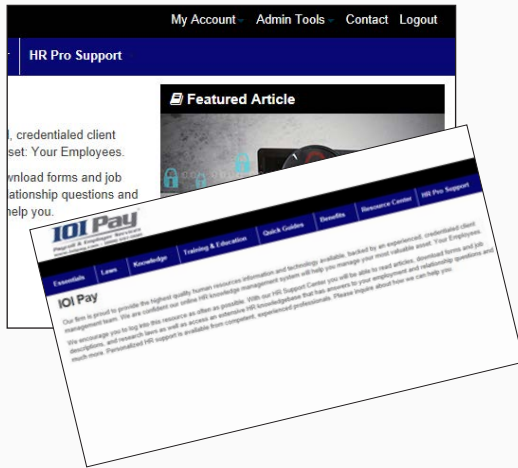 My Account Admin Tools Contact Logout
HR Pro Support
Featured Article
, credentialed client
set: Your Employees.
wnload forms and job
ationship questions and
help you.
IOI Pay
Payroll & Employer Services
Essentials Laws Knowledge Training & Education Quick Guides Benefits Resource Center HR Pro Support
IOI Pay
Our firm is proud to provide the highest quality human resources information and technology available, backed by an experienced, credentialed client
management team. We are confident our online HR knowledge management system will help you manage your most valuable asset: Your Employees.
We encourage you to log into this resource as often as possible. With our HR Support Center you will be able to read articles, download forms and job
descriptions, and research laws as well as access an extensive HR knowledgebase that has answers to your employment and relationship questions and
much more. Personalized HR support is available from competent, experienced professionals. Please inquire about how we can help you.